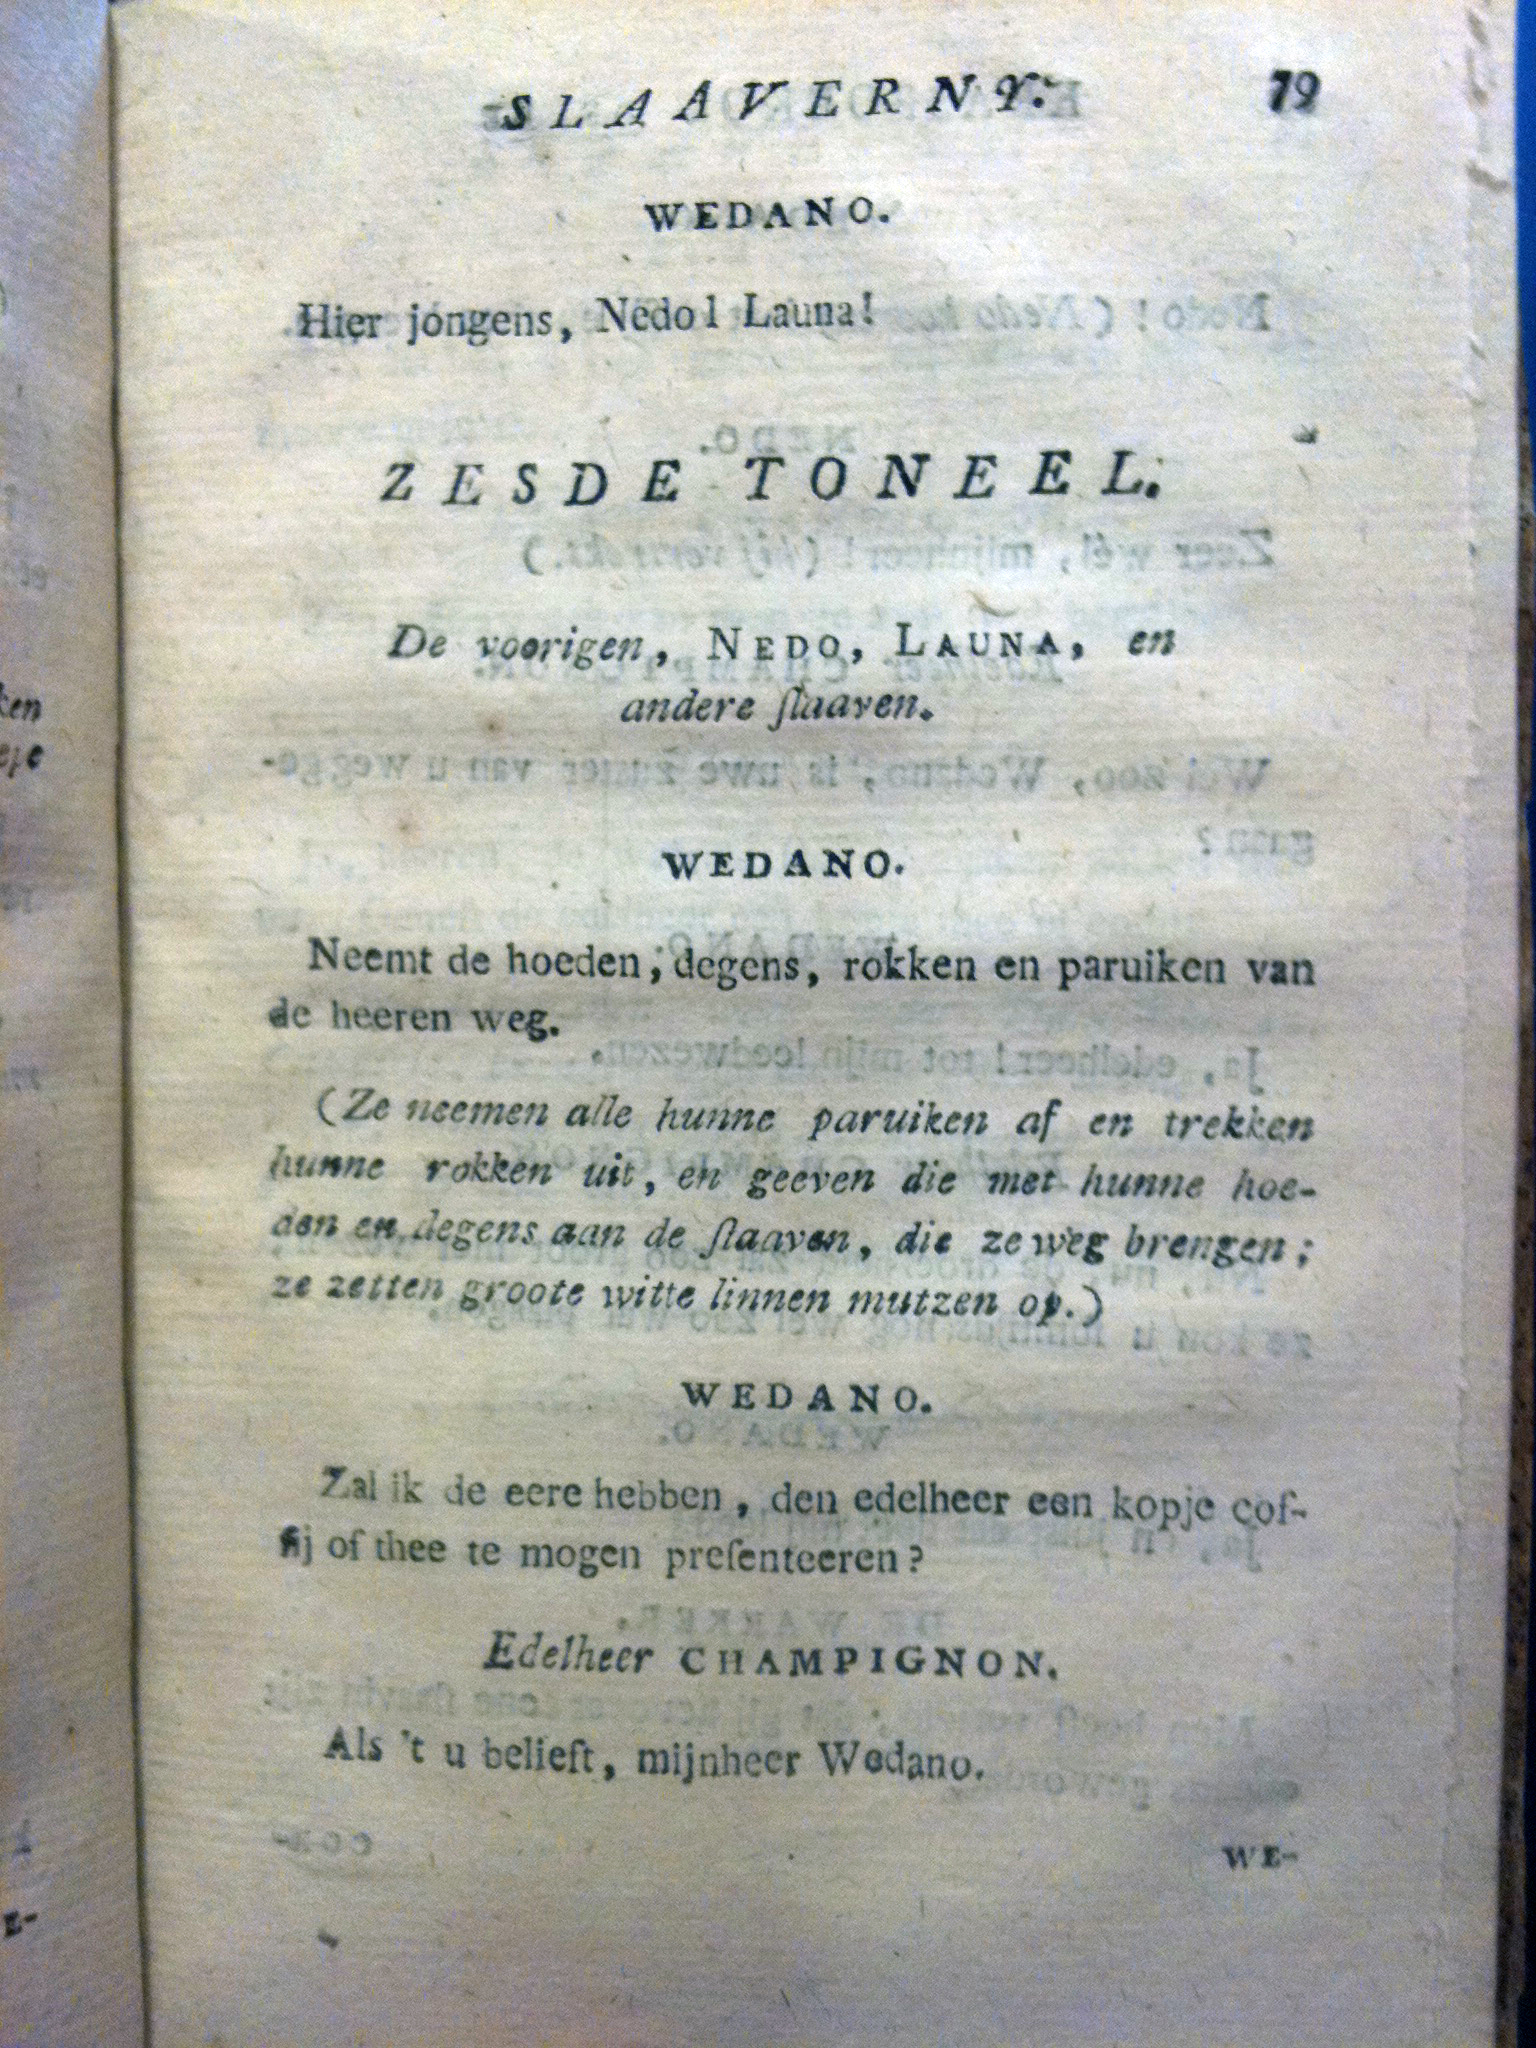 SLAAVERNY. 79
WEDANO.
Hier jongens, Nedo! Launa!
ZESDE TONEEL.
De voorigen, NEDO, LAUNA, en
andere ſlaaven.
WEDANO.
Neemt de hoeden, degens, rokken en paruiken van
de heeren weg.
(Ze neemen alle hunne paruiken af en trekken
hunne rokken uit, en geeven die met hunne hoe-
den en degens aan de ſlaaven, die ze weg brengen;
ze zetten groote witte linnen mutzen op.)
WEDANO.
Zal ik de eere hebben, den edelheer een kopje cof-
fij of thee te mogen preſenteeren?
Edelheer CHAMPIGNON.
Als 't u belieft, mijnheer Wedano.
WE-